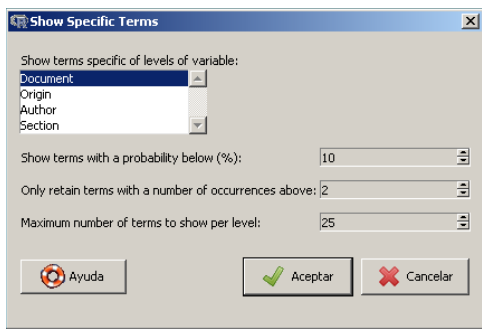 Show Specific Terms
Show terms specific of levels of variable:
Document
Origin
Author
Section
Show terms with a probability below (%): 10
Only retain terms with a number of occurrences above: 2
Maximum number of terms to show per level: 25
Ayuda Aceptar Cancelar